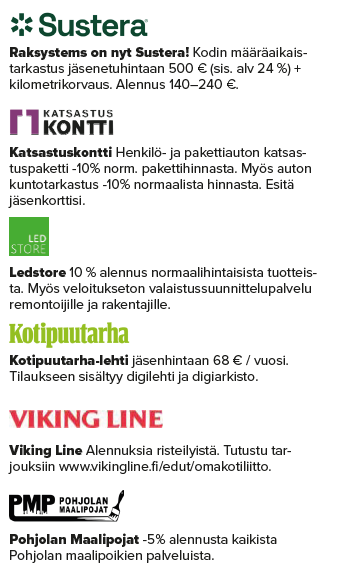 Sustera
Raksystems on nyt Sustera! Kodin määräaikais-
tarkastus jäsenetuhintaan 500 € (sis. alv 24 %) +
kilometrikorvaus. Alennus 140–240 €.
KATSASTUS
KONTTI
Katsastuskontti Henkilö- ja pakettiauton katsas-
tuspaketti -10% norm. pakettihinnasta. Myös auton
kuntotarkastus -10% normaalista hinnasta. Esitä
jäsenkorttisi.
LED
STORE
Ledstore 10 % alennus normaalihintaisista tuotteis-
ta. Myös veloitukseton valaistussuunnittelupalvelu
remontoijille ja rakentajille.
Kotipuutarha
Kotipuutarha-lehti jäsenhintaan 68 € / vuosi.
Tilaukseen sisältyy digilehti ja digiarkisto.
VIKING LINE
Viking Line Alennuksia risteilyistä. Tutustu tar-
jouksiin www.vikingline.fi/edut/omakotiliitto.
PMP POHJOLAN
MAALIPOJAT
Pohjolan Maalipojat -5% alennusta kaikista
Pohjolan maalipoikien palveluista.